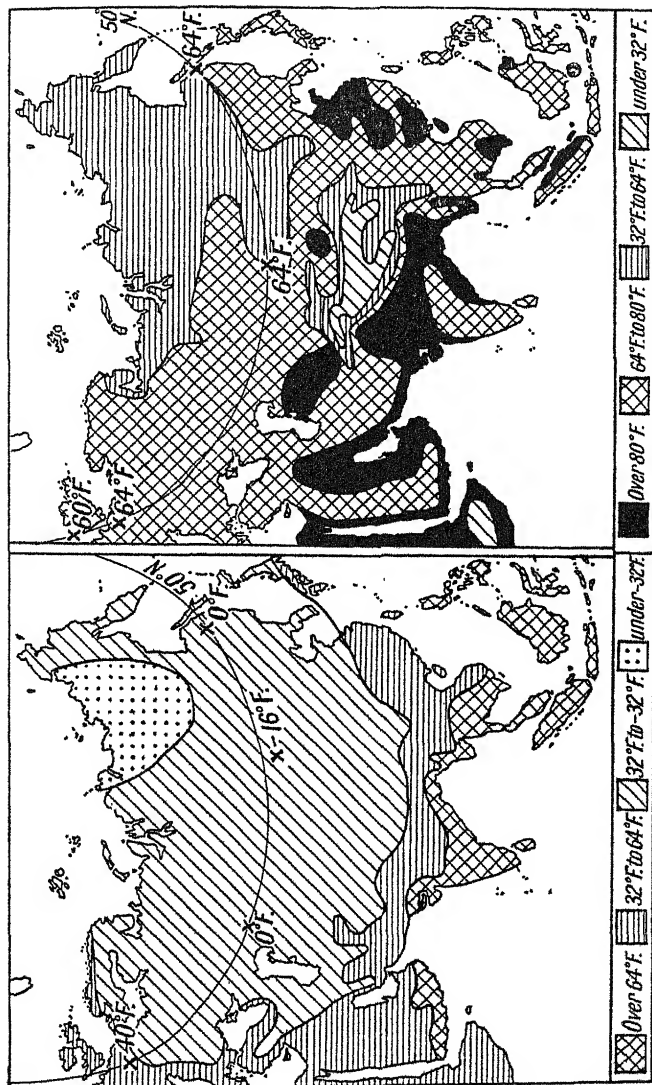 50°N.
0°F.
-16°F.
0°F.
40°F.
Over 64°F.
32°F. to 64°F.
32°F. to -32°F.
under -32°F.
50°
N.
64°F.
64°F.
60°F.
64°F.
Over 80°F.
64°F. to 80°F.
32°F. to 64°F.
under 32°F.